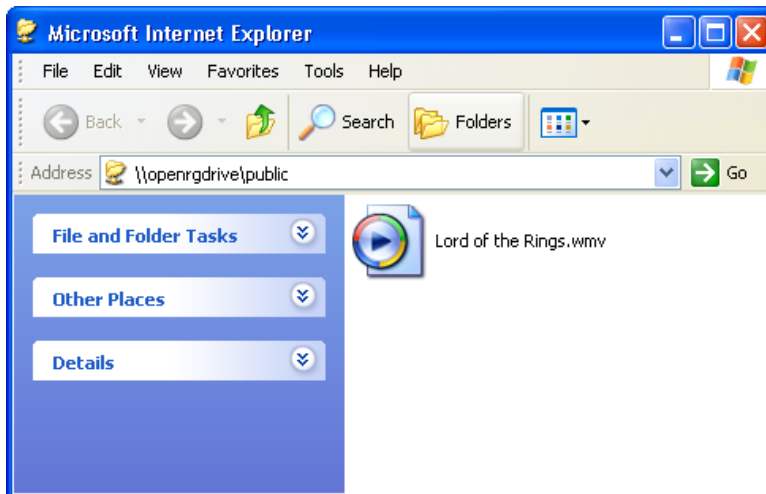 Microsoft Internet Explorer
File Edit View Favorites Tools Help
Back Search Folders
Address \\openrgdrive\public Go
File and Folder Tasks
Lord of the Rings.wmv
Other Places
Details